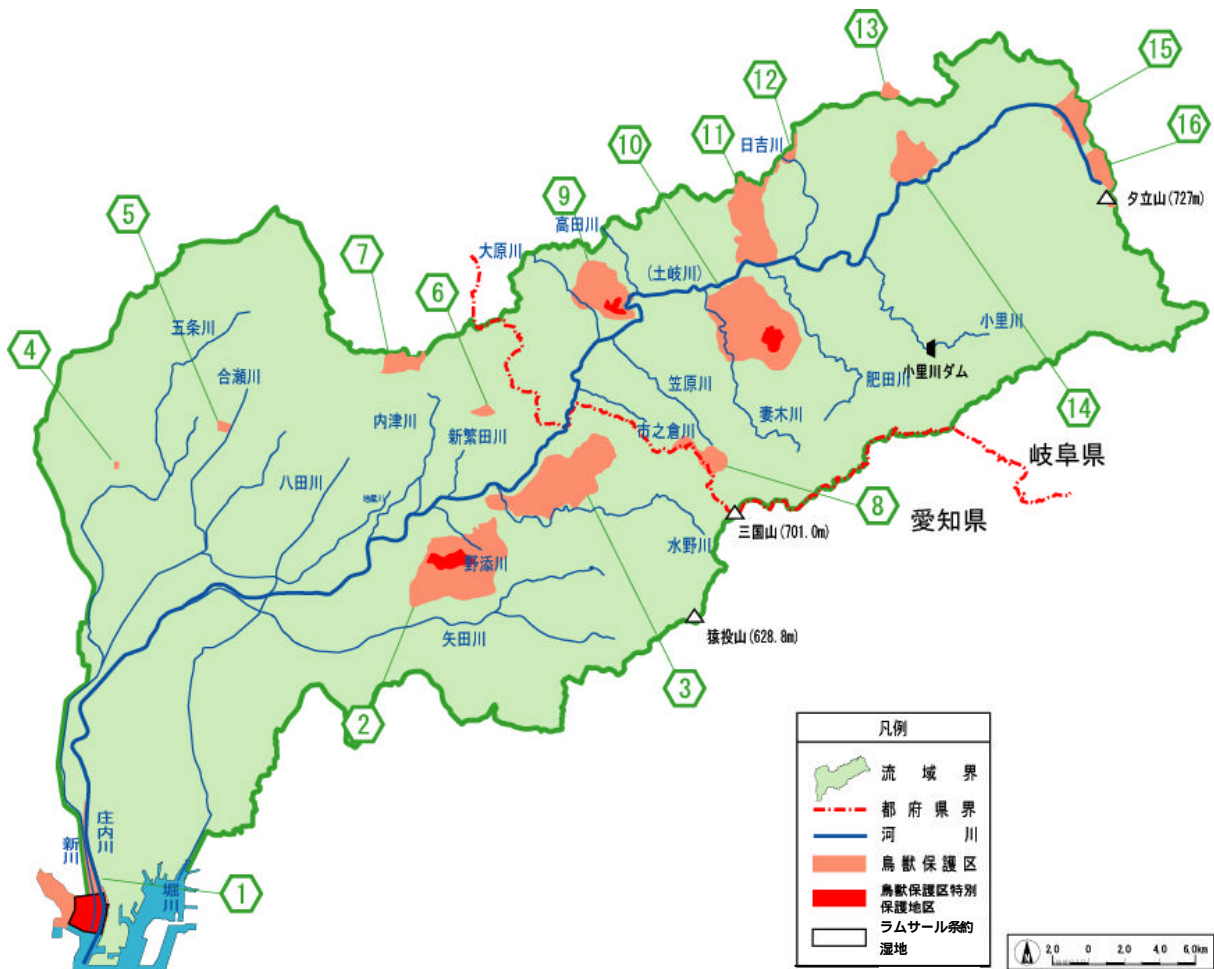 13
15
12
日吉川
16
11
10
夕立山(727m)
9
高田川
5
大原川
7
(土岐川)
6
五条川
小里川
4
合瀬川
小里川ダム
笠原川
肥田川
内津川
妻木川
14
新繁田川
市之倉川
岐阜県
八田川
8
愛知県
三国山(701.0m)
水野川
野添川
猿投山(628.8m)
矢田川
3
2
凡例
流域界
都府県界
河川
庄内川
新川
鳥獣保護区
堀川
1
鳥獣保護区特別
保護地区
ラムサール条約
湿地
N
2.0 0 2.0 4.0 6.0km